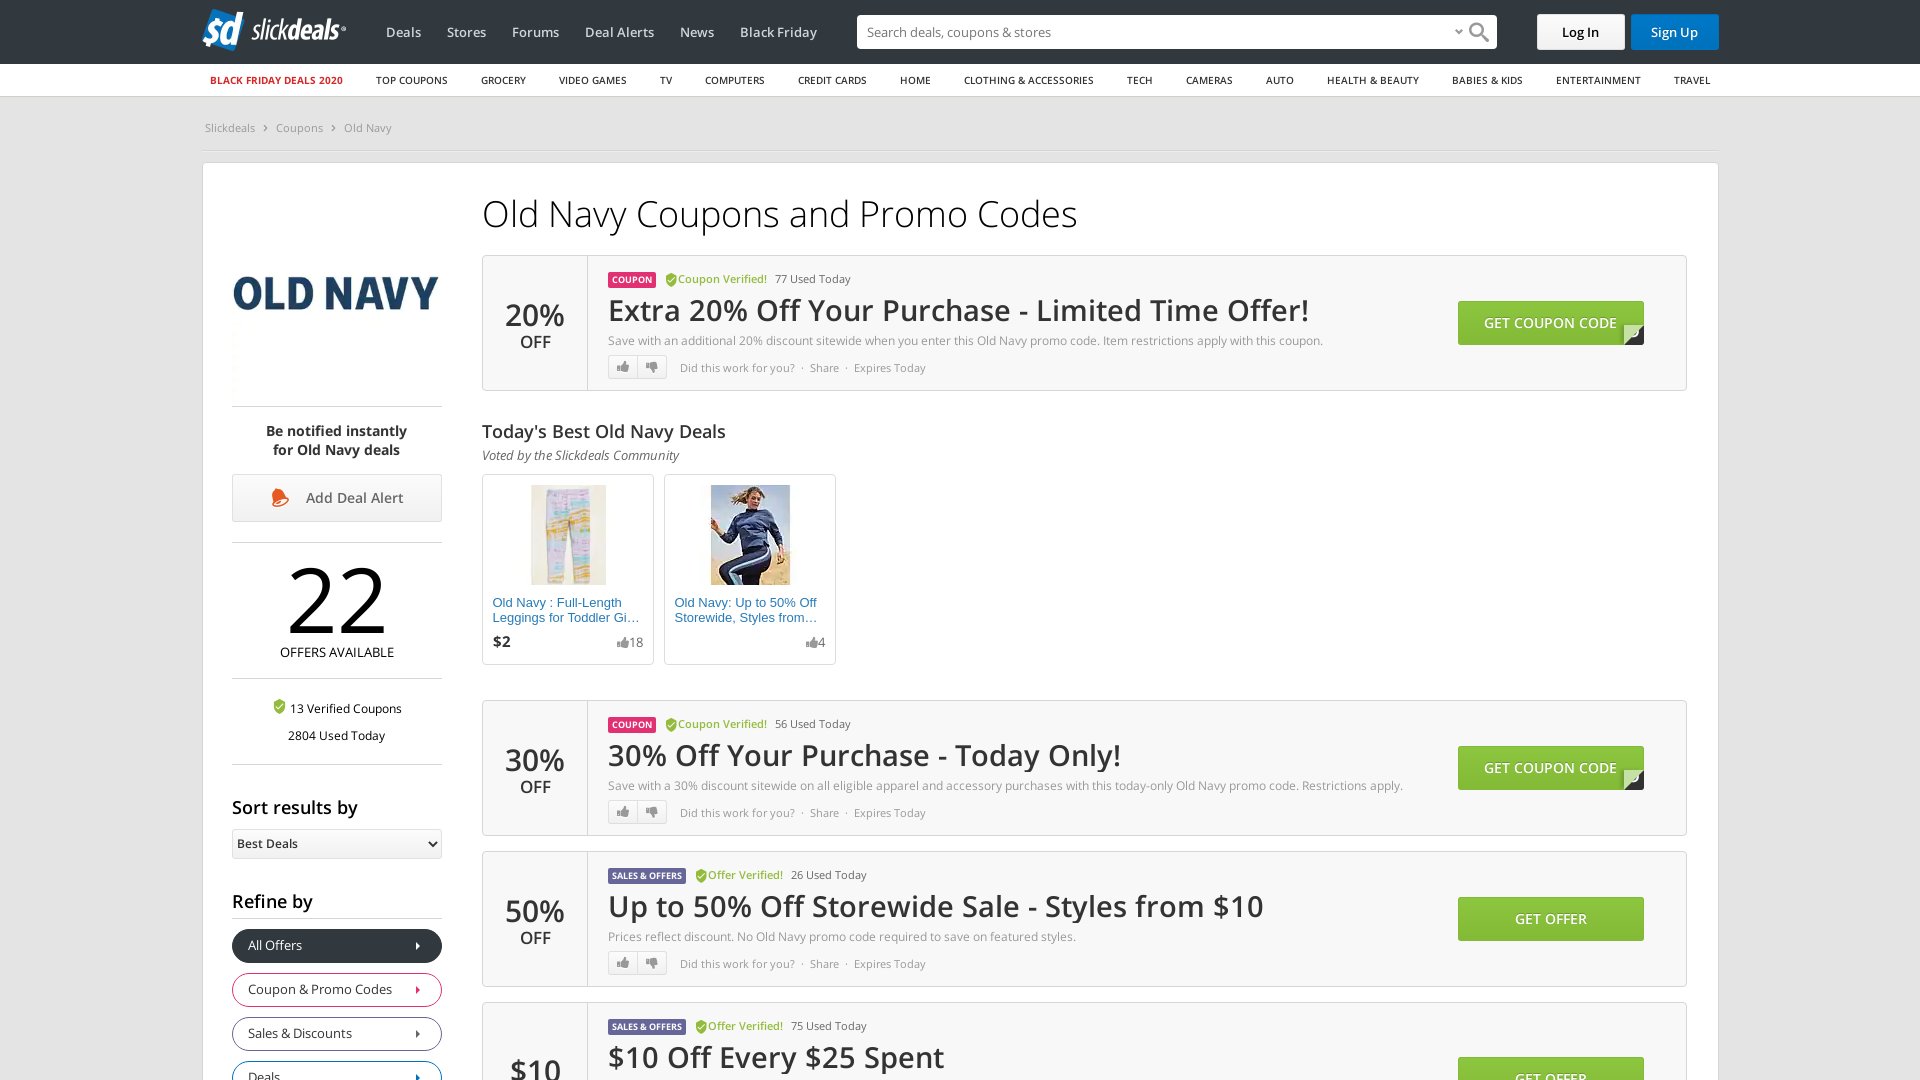 slickdeals
Deals
Stores
Forums
Deal Alerts
News
Black Friday
Search deals, coupons & stores
Log In
Sign Up
BLACK FRIDAY DEALS 2020
TOP COUPONS
GROCERY
VIDEO GAMES
TV
COMPUTERS
CREDIT CARDS
HOME
CLOTHING & ACCESSORIES
TECH
CAMERAS
AUTO
HEALTH & BEAUTY
BABIES & KIDS
ENTERTAINMENT
TRAVEL
Slickdeals > Coupons > Old Navy
OLD NAVY
Be notified instantly
for Old Navy deals
Add Deal Alert
22
OFFERS AVAILABLE
13 Verified Coupons
2804 Used Today
Sort results by
Best Deals
Refine by
All Offers
Coupon & Promo Codes
Sales & Discounts
Deals
Old Navy Coupons and Promo Codes
20%
OFF
COUPON Coupon Verified! 77 Used Today
Extra 20% Off Your Purchase - Limited Time Offer!
Save with an additional 20% discount sitewide when you enter this Old Navy promo code. Item restrictions apply with this coupon.
Did this work for you? · Share · Expires Today
GET COUPON CODE
Today's Best Old Navy Deals
Voted by the Slickdeals Community
Old Navy : Full-Length
Leggings for Toddler Gi…
$2
18
Old Navy: Up to 50% Off
Storewide, Styles from…
4
30%
OFF
COUPON Coupon Verified! 56 Used Today
30% Off Your Purchase - Today Only!
Save with a 30% discount sitewide on all eligible apparel and accessory purchases with this today-only Old Navy promo code. Restrictions apply.
Did this work for you? · Share · Expires Today
GET COUPON CODE
50%
OFF
SALES & OFFERS Offer Verified! 26 Used Today
Up to 50% Off Storewide Sale - Styles from $10
Prices reflect discount. No Old Navy promo code required to save on featured styles.
Did this work for you? · Share · Expires Today
GET OFFER
$10
SALES & OFFERS Offer Verified! 75 Used Today
$10 Off Every $25 Spent
GET OFFER